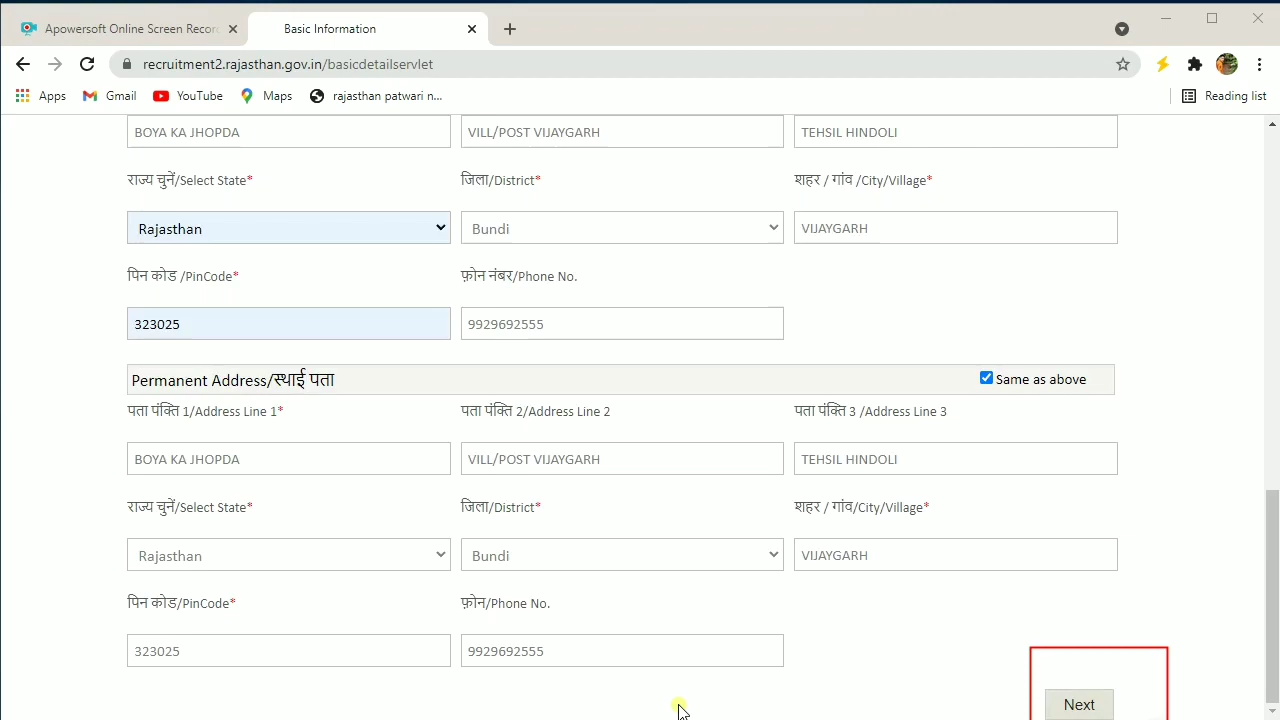 Apowersoft Online Screen Recor
Basic Information
recruitment2.rajasthan.gov.in/basicdetailservlet
Apps Gmail YouTube Maps rajasthan patwari n... Reading list
BOYA KA JHOPDA VILL/POST VIJAYGARH TEHSIL HINDOLI
राज्य चुनें/Select State* जिला/District* शहर / गांव /City/Village*
Rajasthan Bundi VIJAYGARH
पिन कोड /PinCode* फ़ोन नंबर/Phone No.
323025 9929692555
Permanent Address/स्थाई पता Same as above
पता पंक्ति 1/Address Line 1* पता पंक्ति 2/Address Line 2 पता पंक्ति 3 /Address Line 3
BOYA KA JHOPDA VILL/POST VIJAYGARH TEHSIL HINDOLI
राज्य चुनें/Select State* जिला/District* शहर / गांव/City/Village*
Rajasthan Bundi VIJAYGARH
पिन कोड/PinCode* फ़ोन/Phone No.
323025 9929692555
Next